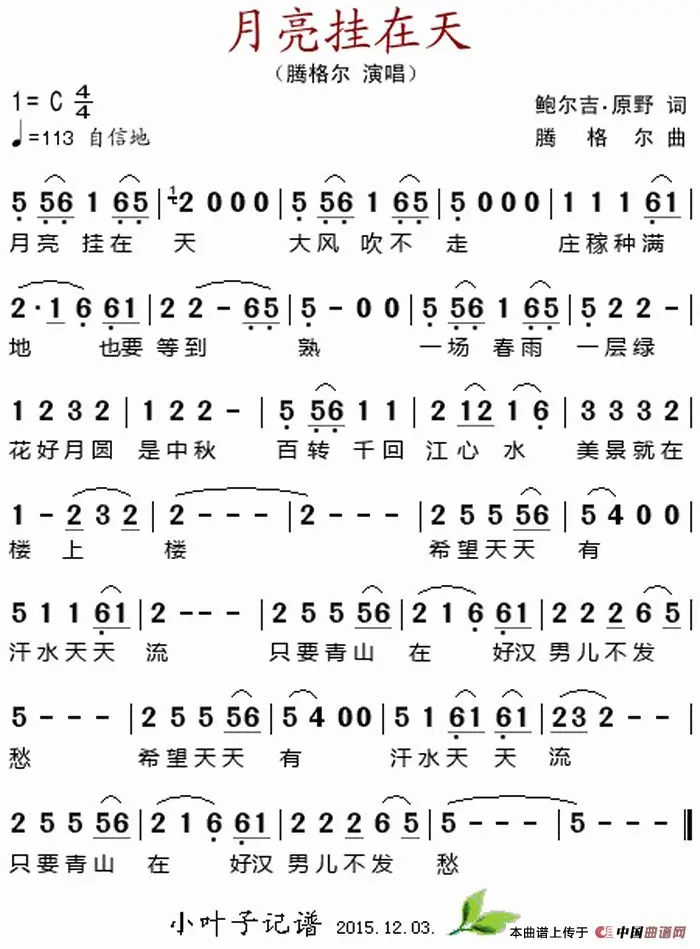 月亮挂在天
（腾格尔 演唱）
1= C 4/4
鲍尔吉·原野 词
♩=113 自信地
腾 格 尔 曲
5 56 1 65 | 12 0 0 0 | 5 56 1 65 | 5 0 0 0 | 1 1 1 61 |
月亮 挂在 天 大风 吹不 走 庄稼种满
2 · 1 6 61 | 2 2 - 65 | 5 - 0 0 | 5 56 1 65 | 5 2 2 - |
地 也要 等到 熟 一场 春雨 一层绿
1 2 3 2 | 1 2 2 - | 5 56 1 1 | 2 12 1 6 | 3 3 3 2 |
花好月圆 是中秋 百转 千回 江心 水 美景就在
1 - 2 3 2 | 2 - - - | 2 - - - | 2 5 5 56 | 5 4 0 0 |
楼 上 楼 希望天天 有
5 1 1 61 | 2 - - - | 2 5 5 56 | 2 1 6 61 | 2 2 2 6 5 |
汗水天天 流 只要青山 在 好汉 男儿不发
5 - - - | 2 5 5 56 | 5 4 0 0 | 5 1 61 61 | 23 2 - - |
愁 希望天天 有 汗水天 天 流
2 5 5 56 | 2 1 6 61 | 2 2 2 6 5 | 5 - - - | 5 - - - ‖
只要青山 在 好汉 男儿不发 愁
小叶子记谱 2015.12.03. 本曲谱上传于 中国曲谱网